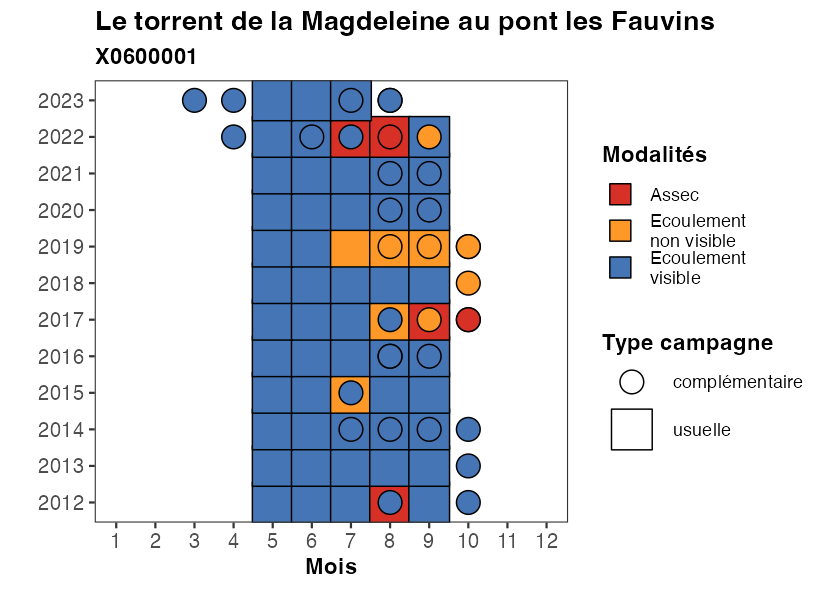 Le torrent de la Magdeleine au pont les Fauvins
X0600001
2023
2022
2021
2020
2019
2018
2017
2016
2015
2014
2013
2012
1 2 3 4 5 6 7 8 9 10 11 12
Mois
Modalités
Assec
Ecoulement
non visible
Ecoulement
visible
Type campagne
complémentaire
usuelle